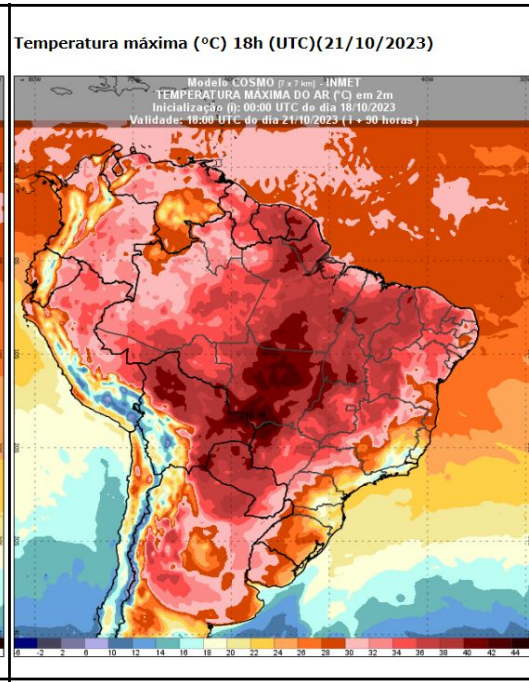 Temperatura máxima (ºC) 18h (UTC)(21/10/2023)
Modelo COSMO [7 x 7 km] - INMET
TEMPERATURA MÁXIMA DO AR (°C) em 2m
Inicialização (i): 00:00 UTC do dia 18/10/2023
Validade: 18:00 UTC do dia 21/10/2023 ( i + 90 horas )
-6 -2 2 6 10 12 14 16 18 20 22 24 26 28 30 32 34 36 38 40 42 44